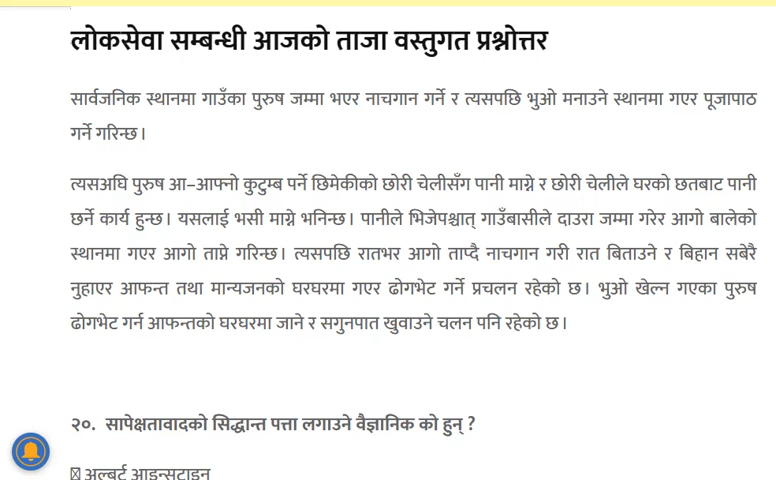 लोकसेवा सम्बन्धी आजको ताजा वस्तुगत प्रश्नोत्तर
सार्वजनिक स्थानमा गाउँका पुरुष जम्मा भएर नाचगान गर्ने र त्यसपछि भुओ मनाउने स्थानमा गएर पूजापाठ
गर्ने गरिन्छ ।
त्यसअघि पुरुष आ–आफ्नो कुटुम्ब पर्ने छिमेकीको छोरी चेलीसँग पानी माग्ने र छोरी चेलीले घरको छतबाट पानी
छर्ने कार्य हुन्छ । यसलाई भसी माग्ने भनिन्छ । पानीले भिजेपश्चात् गाउँबासीले दाउरा जम्मा गरेर आगो बालेको
स्थानमा गएर आगो ताप्ने गरिन्छ । त्यसपछि रातभर आगो ताप्दै नाचगान गरी रात बिताउने र बिहान सबेरै
नुहाएर आफन्त तथा मान्यजनको घरघरमा गएर ढोगभेट गर्ने प्रचलन रहेको छ । भुओ खेल्न गएका पुरुष
ढोगभेट गर्न आफन्तको घरघरमा जाने र सगुनपात खुवाउने चलन पनि रहेको छ ।
२०. सापेक्षतावादको सिद्धान्त पत्ता लगाउने वैज्ञानिक को हुन् ?
अल्बर्ट आइन्सटाइन